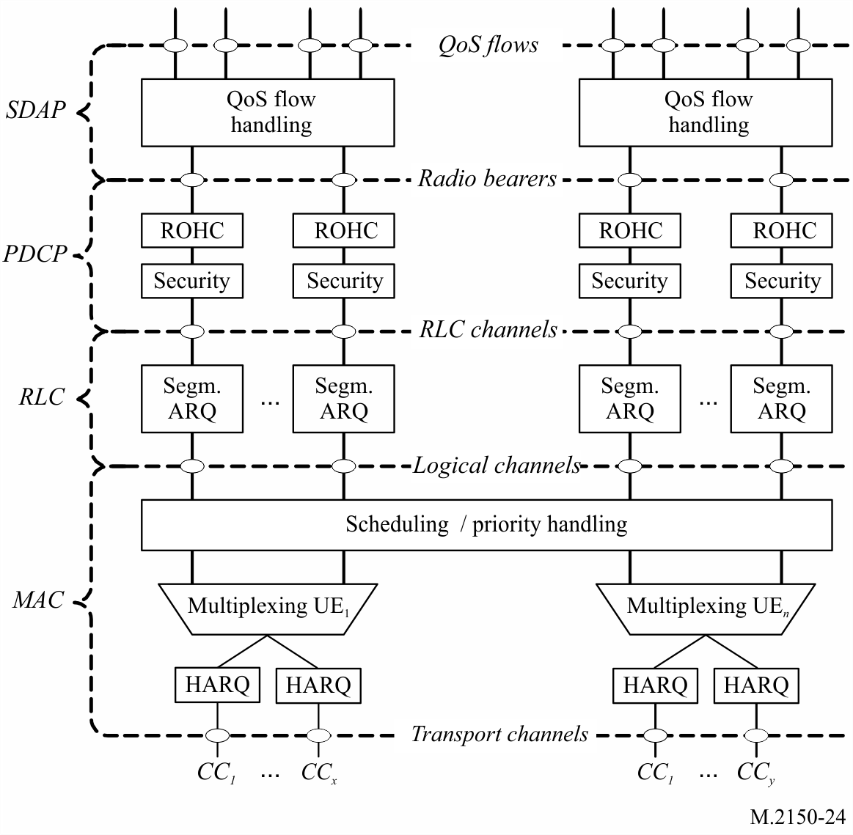 QoS flows
SDAP
QoS flow
handling
QoS flow
handling
Radio bearers
PDCP
ROHC
ROHC
ROHC
ROHC
Security
Security
Security
Security
RLC channels
RLC
Segm.
ARQ
...
Segm.
ARQ
Segm.
ARQ
...
Segm.
ARQ
Logical channels
Scheduling / priority handling
MAC
Multiplexing UE1
Multiplexing UEn
HARQ
HARQ
HARQ
HARQ
Transport channels
CC1 ... CCx
CC1 ... CCy
M.2150-24